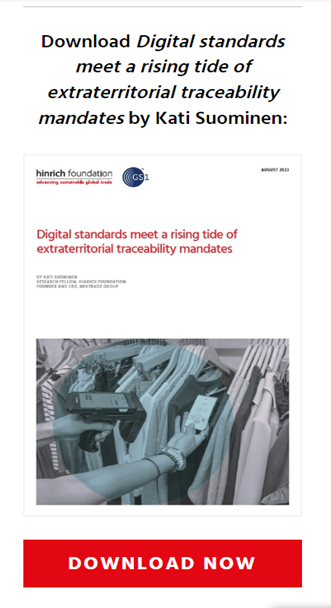 Download Digital standards
meet a rising tide of
extraterritorial traceability
mandates by Kati Suominen:
hinrich foundation
advancing sustainable global trade
GS1
AUGUST 2023
Digital standards meet a rising tide of
extraterritorial traceability mandates
BY KATI SUOMINEN
RESEARCH FELLOW, HINRICH FOUNDATION
FOUNDER AND CEO, NEXTRADE GROUP
DOWNLOAD NOW